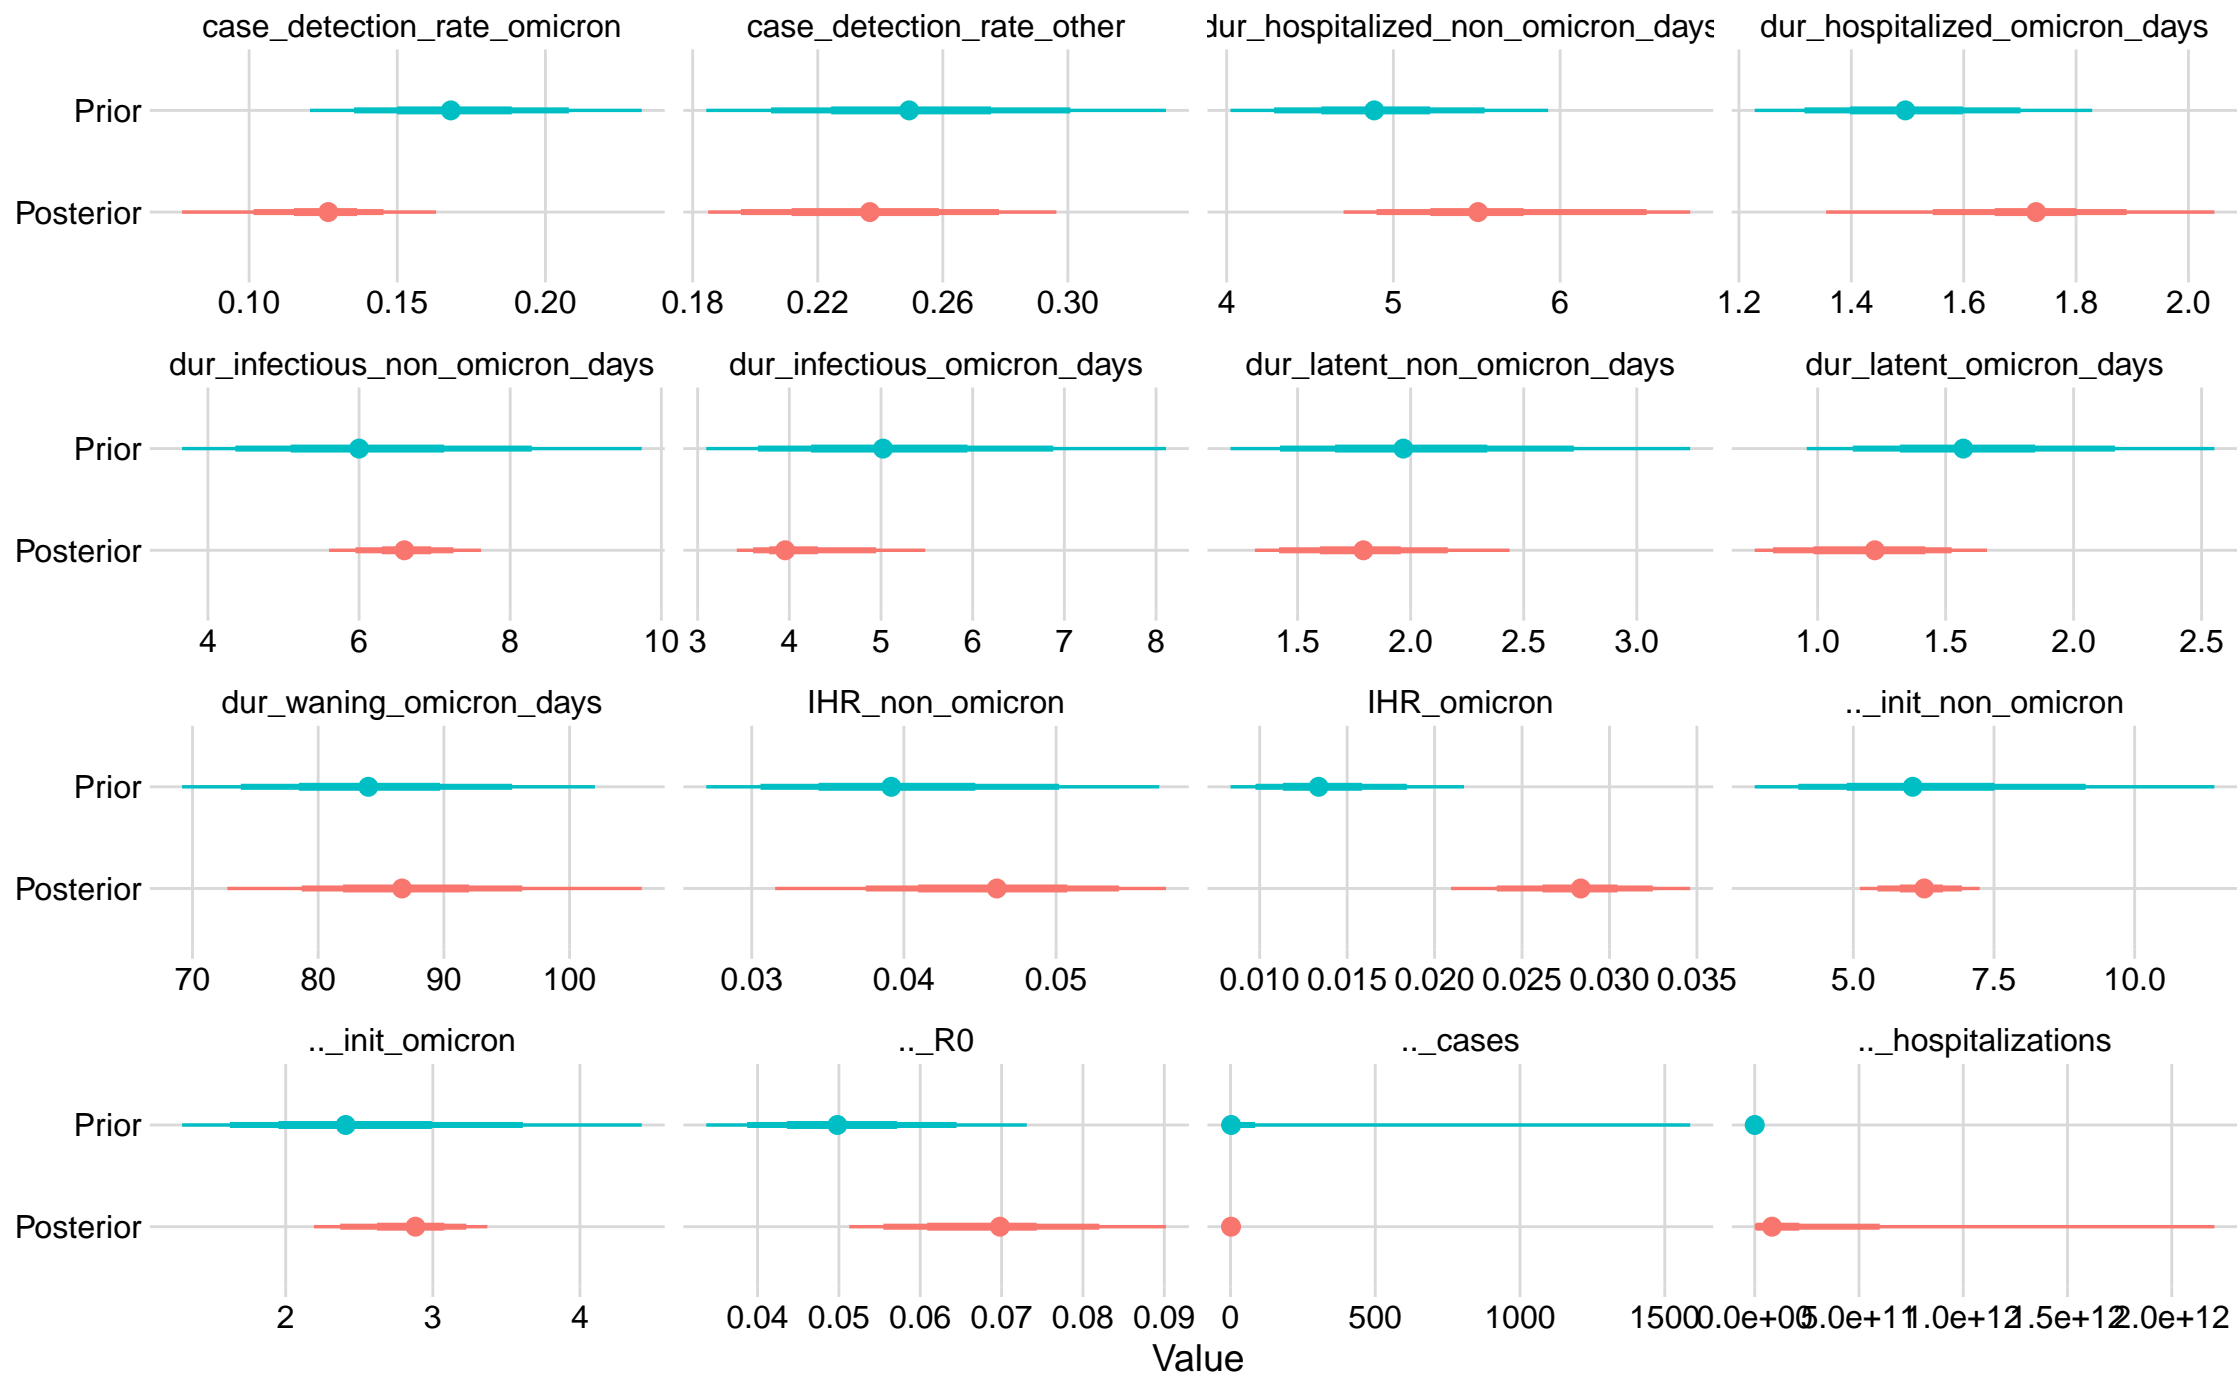 case_detection_rate_omicron case_detection_rate_other dur_hospitalized_non_omicron_days dur_hospitalized_omicron_days
Prior
Posterior
0.10 0.15 0.20 0.18 0.22 0.26 0.30 4 5 6 1.2 1.4 1.6 1.8 2.0
dur_infectious_non_omicron_days dur_infectious_omicron_days dur_latent_non_omicron_days dur_latent_omicron_days
Prior
Posterior
4 6 8 10 3 4 5 6 7 8 1.5 2.0 2.5 3.0 1.0 1.5 2.0 2.5
dur_waning_omicron_days IHR_non_omicron IHR_omicron .._init_non_omicron
Prior
Posterior
70 80 90 100 0.03 0.04 0.05 0.010 0.015 0.020 0.025 0.030 0.035 5.0 7.5 10.0
.._init_omicron .._R0 .._cases .._hospitalizations
Prior
Posterior
2 3 4 0.04 0.05 0.06 0.07 0.08 0.09 0 500 1000 1500 0.0e+00 5.0e+11 1.0e+12 1.5e+12 2.0e+12
Value